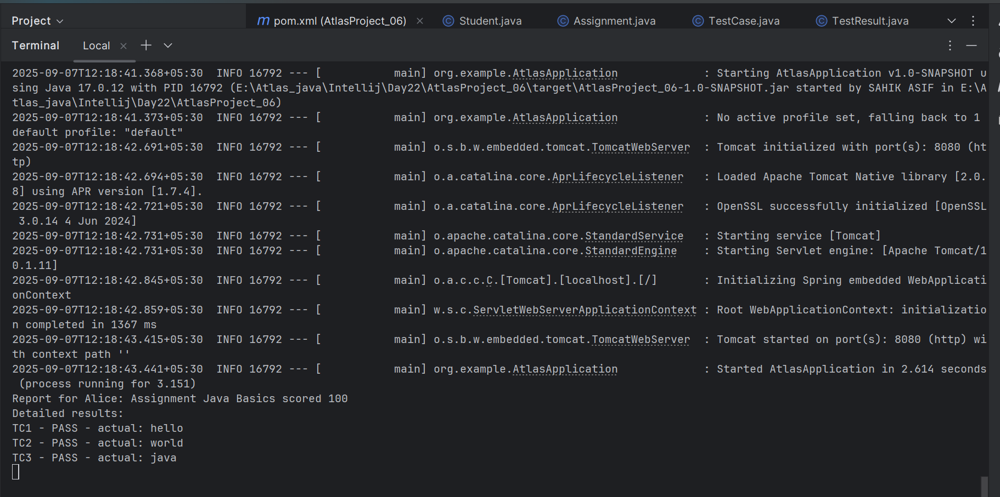 Project
pom.xml (AtlasProject_06)
Student.java
Assignment.java
TestCase.java
TestResult.java
Terminal
Local
2025-09-07T12:18:41.368+05:30  INFO 16792 --- [           main] org.example.AtlasApplication             : Starting AtlasApplication v1.0-SNAPSHOT u
sing Java 17.0.12 with PID 16792 (E:\Atlas_java\Intellij\Day22\AtlasProject_06\target\AtlasProject_06-1.0-SNAPSHOT.jar started by SAHIK ASIF in E:\A
tlas_java\Intellij\Day22\AtlasProject_06)
2025-09-07T12:18:41.373+05:30  INFO 16792 --- [           main] org.example.AtlasApplication             : No active profile set, falling back to 1
default profile: "default"
2025-09-07T12:18:42.691+05:30  INFO 16792 --- [           main] o.s.b.w.embedded.tomcat.TomcatWebServer  : Tomcat initialized with port(s): 8080 (ht
tp)
2025-09-07T12:18:42.694+05:30  INFO 16792 --- [           main] o.a.catalina.core.AprLifecycleListener   : Loaded Apache Tomcat Native library [2.0.
8] using APR version [1.7.4].
2025-09-07T12:18:42.721+05:30  INFO 16792 --- [           main] o.a.catalina.core.AprLifecycleListener   : OpenSSL successfully initialized [OpenSSL
 3.0.14 4 Jun 2024]
2025-09-07T12:18:42.731+05:30  INFO 16792 --- [           main] o.apache.catalina.core.StandardService   : Starting service [Tomcat]
2025-09-07T12:18:42.731+05:30  INFO 16792 --- [           main] o.apache.catalina.core.StandardEngine    : Starting Servlet engine: [Apache Tomcat/1
0.1.11]
2025-09-07T12:18:42.845+05:30  INFO 16792 --- [           main] o.a.c.c.C.[Tomcat].[localhost].[/]       : Initializing Spring embedded WebApplicati
onContext
2025-09-07T12:18:42.859+05:30  INFO 16792 --- [           main] w.s.c.ServletWebServerApplicationContext : Root WebApplicationContext: initializatio
n completed in 1367 ms
2025-09-07T12:18:43.415+05:30  INFO 16792 --- [           main] o.s.b.w.embedded.tomcat.TomcatWebServer  : Tomcat started on port(s): 8080 (http) wi
th context path ''
2025-09-07T12:18:43.441+05:30  INFO 16792 --- [           main] org.example.AtlasApplication             : Started AtlasApplication in 2.614 seconds
 (process running for 3.151)
Report for Alice: Assignment Java Basics scored 100
Detailed results:
TC1 - PASS - actual: hello
TC2 - PASS - actual: world
TC3 - PASS - actual: java